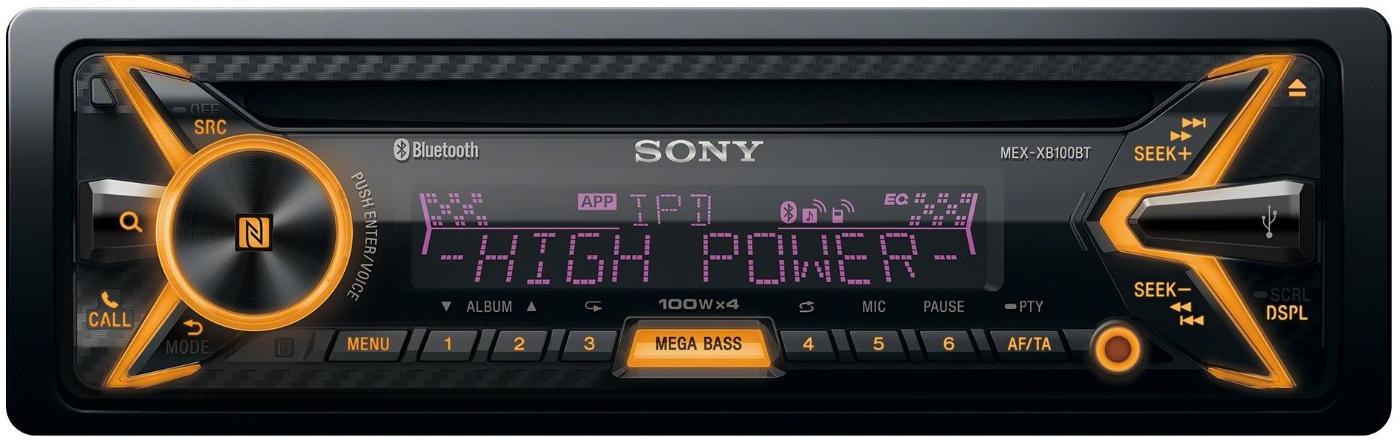 OFF
SRC
Bluetooth
SONY
MEX-XB100BT
SEEK+
PUSH ENTER/VOICE
APP IPD EQ
-HIGH POWER-
CALL
MODE
ALBUM
100W×4
MIC
PAUSE
PTY
SEEK-
SCRL
DSPL
MENU
1
2
3
MEGA BASS
4
5
6
AF/TA